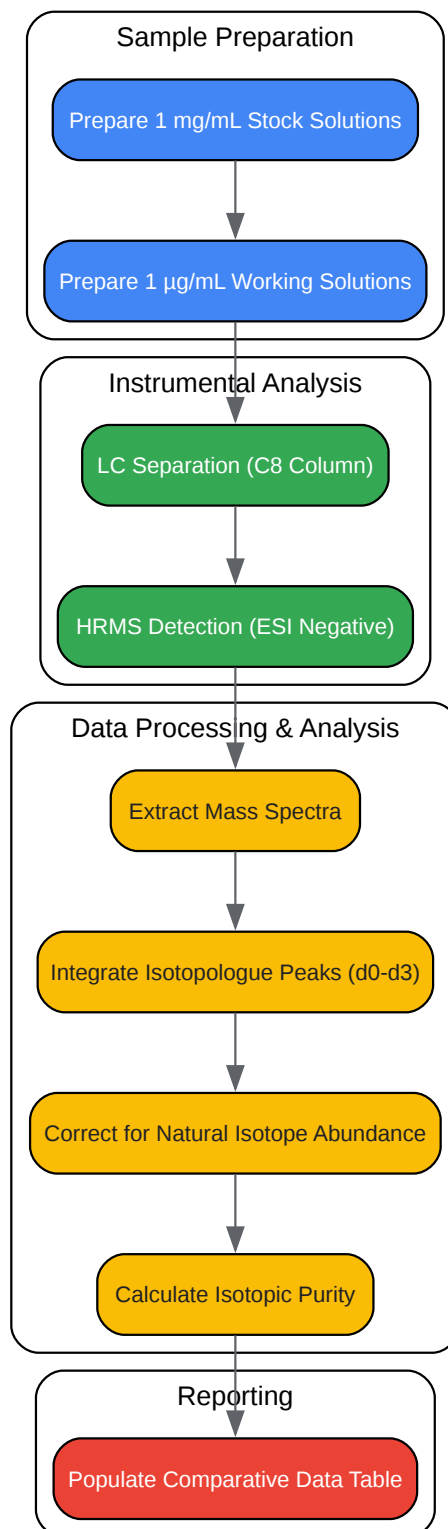 Sample Preparation
Prepare 1 mg/mL Stock Solutions
Prepare 1 µg/mL Working Solutions
Instrumental Analysis
LC Separation (C8 Column)
HRMS Detection (ESI Negative)
Data Processing & Analysis
Extract Mass Spectra
Integrate Isotopologue Peaks (d0-d3)
Correct for Natural Isotope Abundance
Calculate Isotopic Purity
Reporting
Populate Comparative Data Table